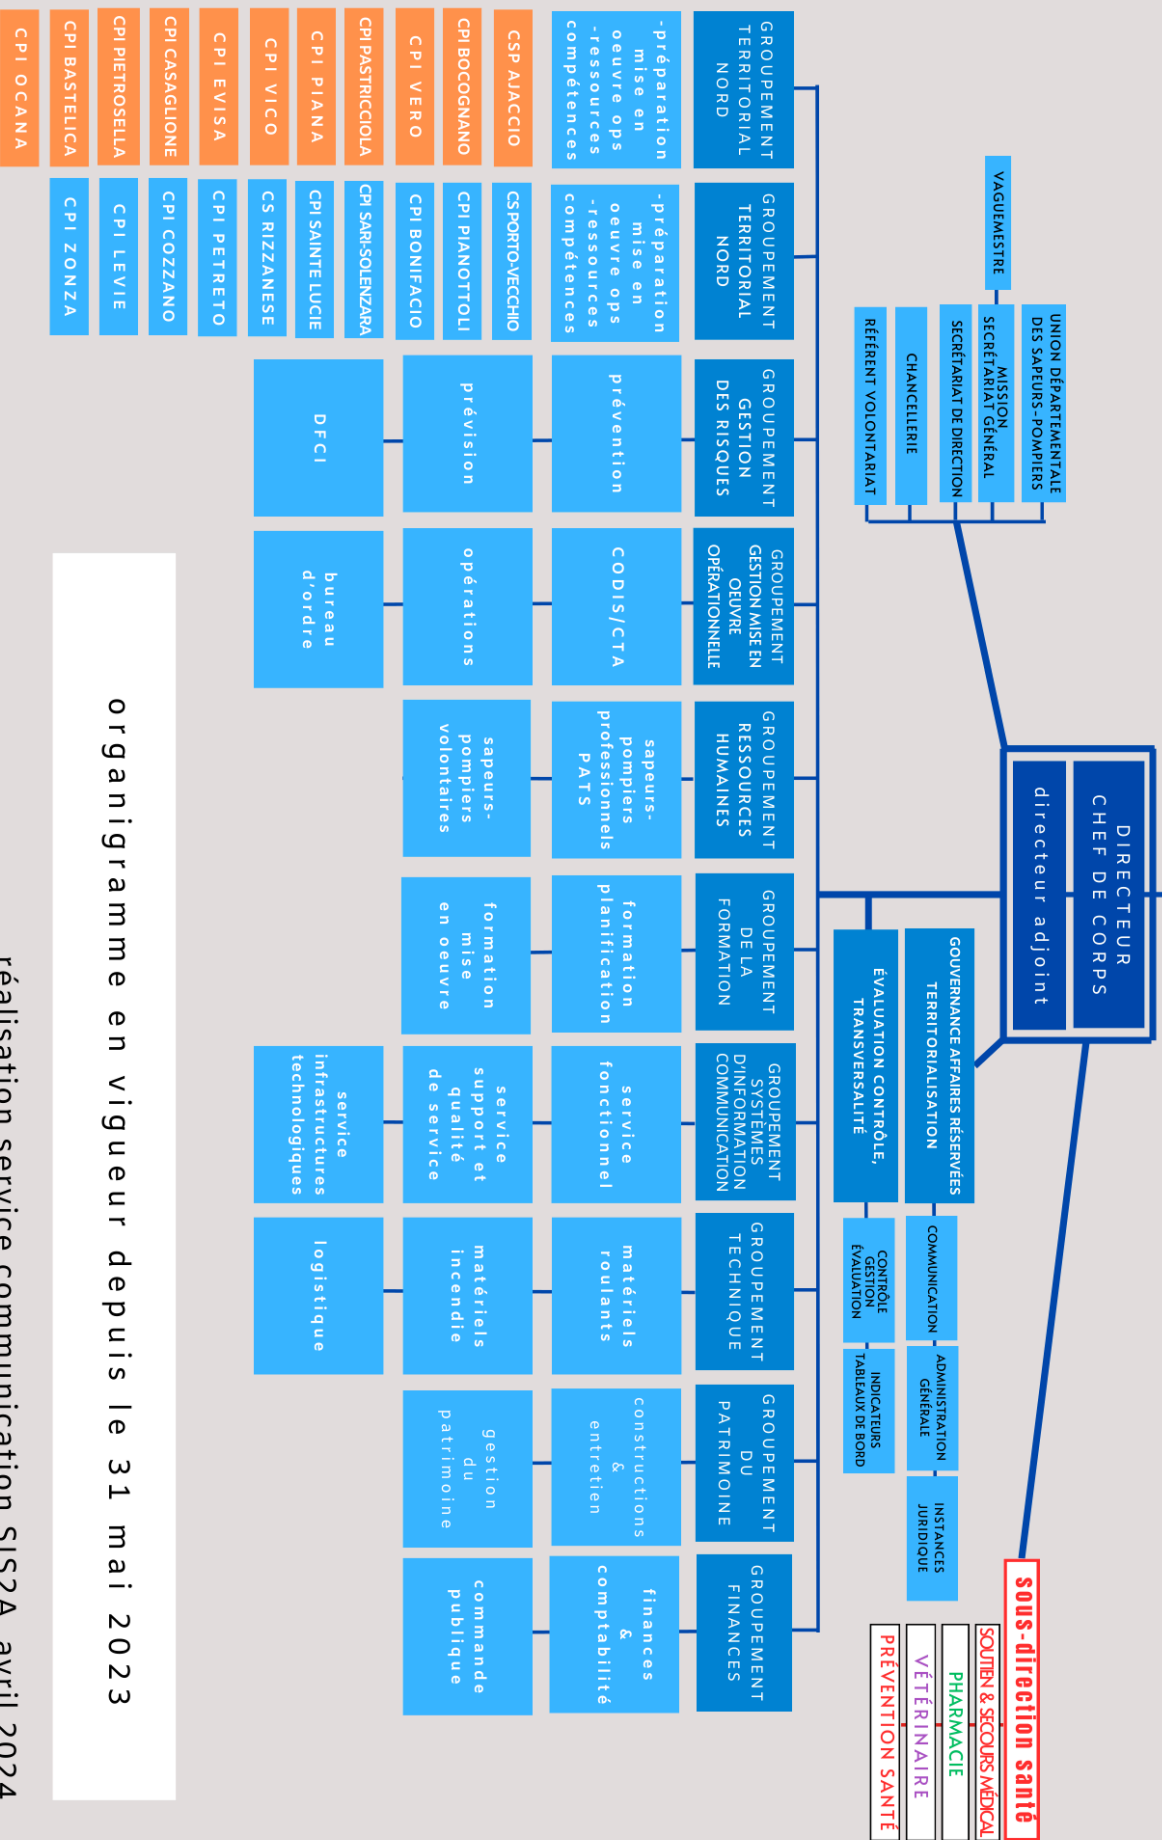 DIRECTEUR
CHEF DE CORPS
directeur adjoint
UNION DÉPARTEMENTALE
DES SAPEURS-POMPIERS
MISSION
SECRÉTARIAT GÉNÉRAL
VAGUEMESTRE
SECRÉTARIAT DE DIRECTION
CHANCELLERIE
RÉFÉRENT VOLONTARIAT
GOUVERNANCE AFFAIRES RÉSERVÉES
TERRITORIALISATION
COMMUNICATION
ADMINISTRATION
GÉNÉRALE
INSTANCES
JURIDIQUE
ÉVALUATION CONTRÔLE,
TRANSVERSALITÉ
CONTRÔLE
GESTION
ÉVALUATION
INDICATEURS
TABLEAUX DE BORD
sous-direction santé
SOUTIEN & SECOURS MÉDICAL
PHARMACIE
VÉTÉRINAIRE
PRÉVENTION SANTÉ
GROUPEMENT
TERRITORIAL
NORD
-préparation
mise en
oeuvre ops
-ressources
compétences
CSP AJACCIO
CPI BOCOGNANO
CPI VERO
CPI PASTRICCIOLA
CPI PIANA
CPI VICO
CPI EVISA
CPI CASAGLIONE
CPI PIETROSELLA
CPI BASTELICA
CPI OCANA
GROUPEMENT
TERRITORIAL
NORD
-préparation
mise en
oeuvre ops
-ressources
compétences
CS PORTO-VECCHIO
CPI PIANOTTOLI
CPI BONIFACIO
CPI SARI-SOLENZARA
CPI SAINTE LUCIE
CS RIZZANESE
CPI PETRETO
CPI COZZANO
CPI LEVIE
CPI ZONZA
GROUPEMENT
GESTION
DES RISQUES
prévention
prévision
DFCI
GROUPEMENT
GESTION MISE EN
OEUVRE
OPÉRATIONNELLE
CODIS/CTA
opérations
bureau
d'ordre
GROUPEMENT
RESSOURCES
HUMAINES
sapeurs-
pompiers
professionnels
PATS
sapeurs-
pompiers
volontaires
GROUPEMENT
DE LA
FORMATION
formation
planification
formation
mise
en oeuvre
GROUPEMENT
SYSTÈMES
D'INFORMATION
COMMUNICATION
service
fonctionnel
service
support et
qualité
de service
service
infrastructures
technologiques
GROUPEMENT
TECHNIQUE
matériels
roulants
matériels
incendie
logistique
GROUPEMENT
DU
PATRIMOINE
constructions
&
entretien
gestion
du
patrimoine
GROUPEMENT
FINANCES
finances
&
comptabilité
commande
publique
organigramme en vigueur depuis le 31 mai 2023
réalisation service communication SIS2A avril 2024